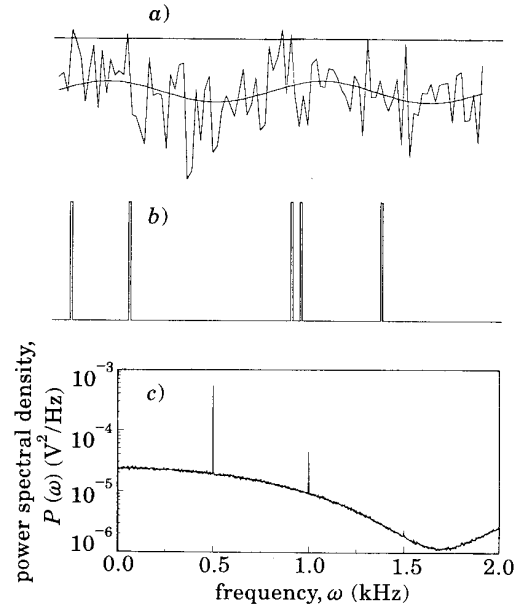 a)
b)
c)
power spectral density,
P (ω) (V²/Hz)
10⁻³
10⁻⁴
10⁻⁵
10⁻⁶
0.0 0.5 1.0 1.5 2.0
frequency, ω (kHz)